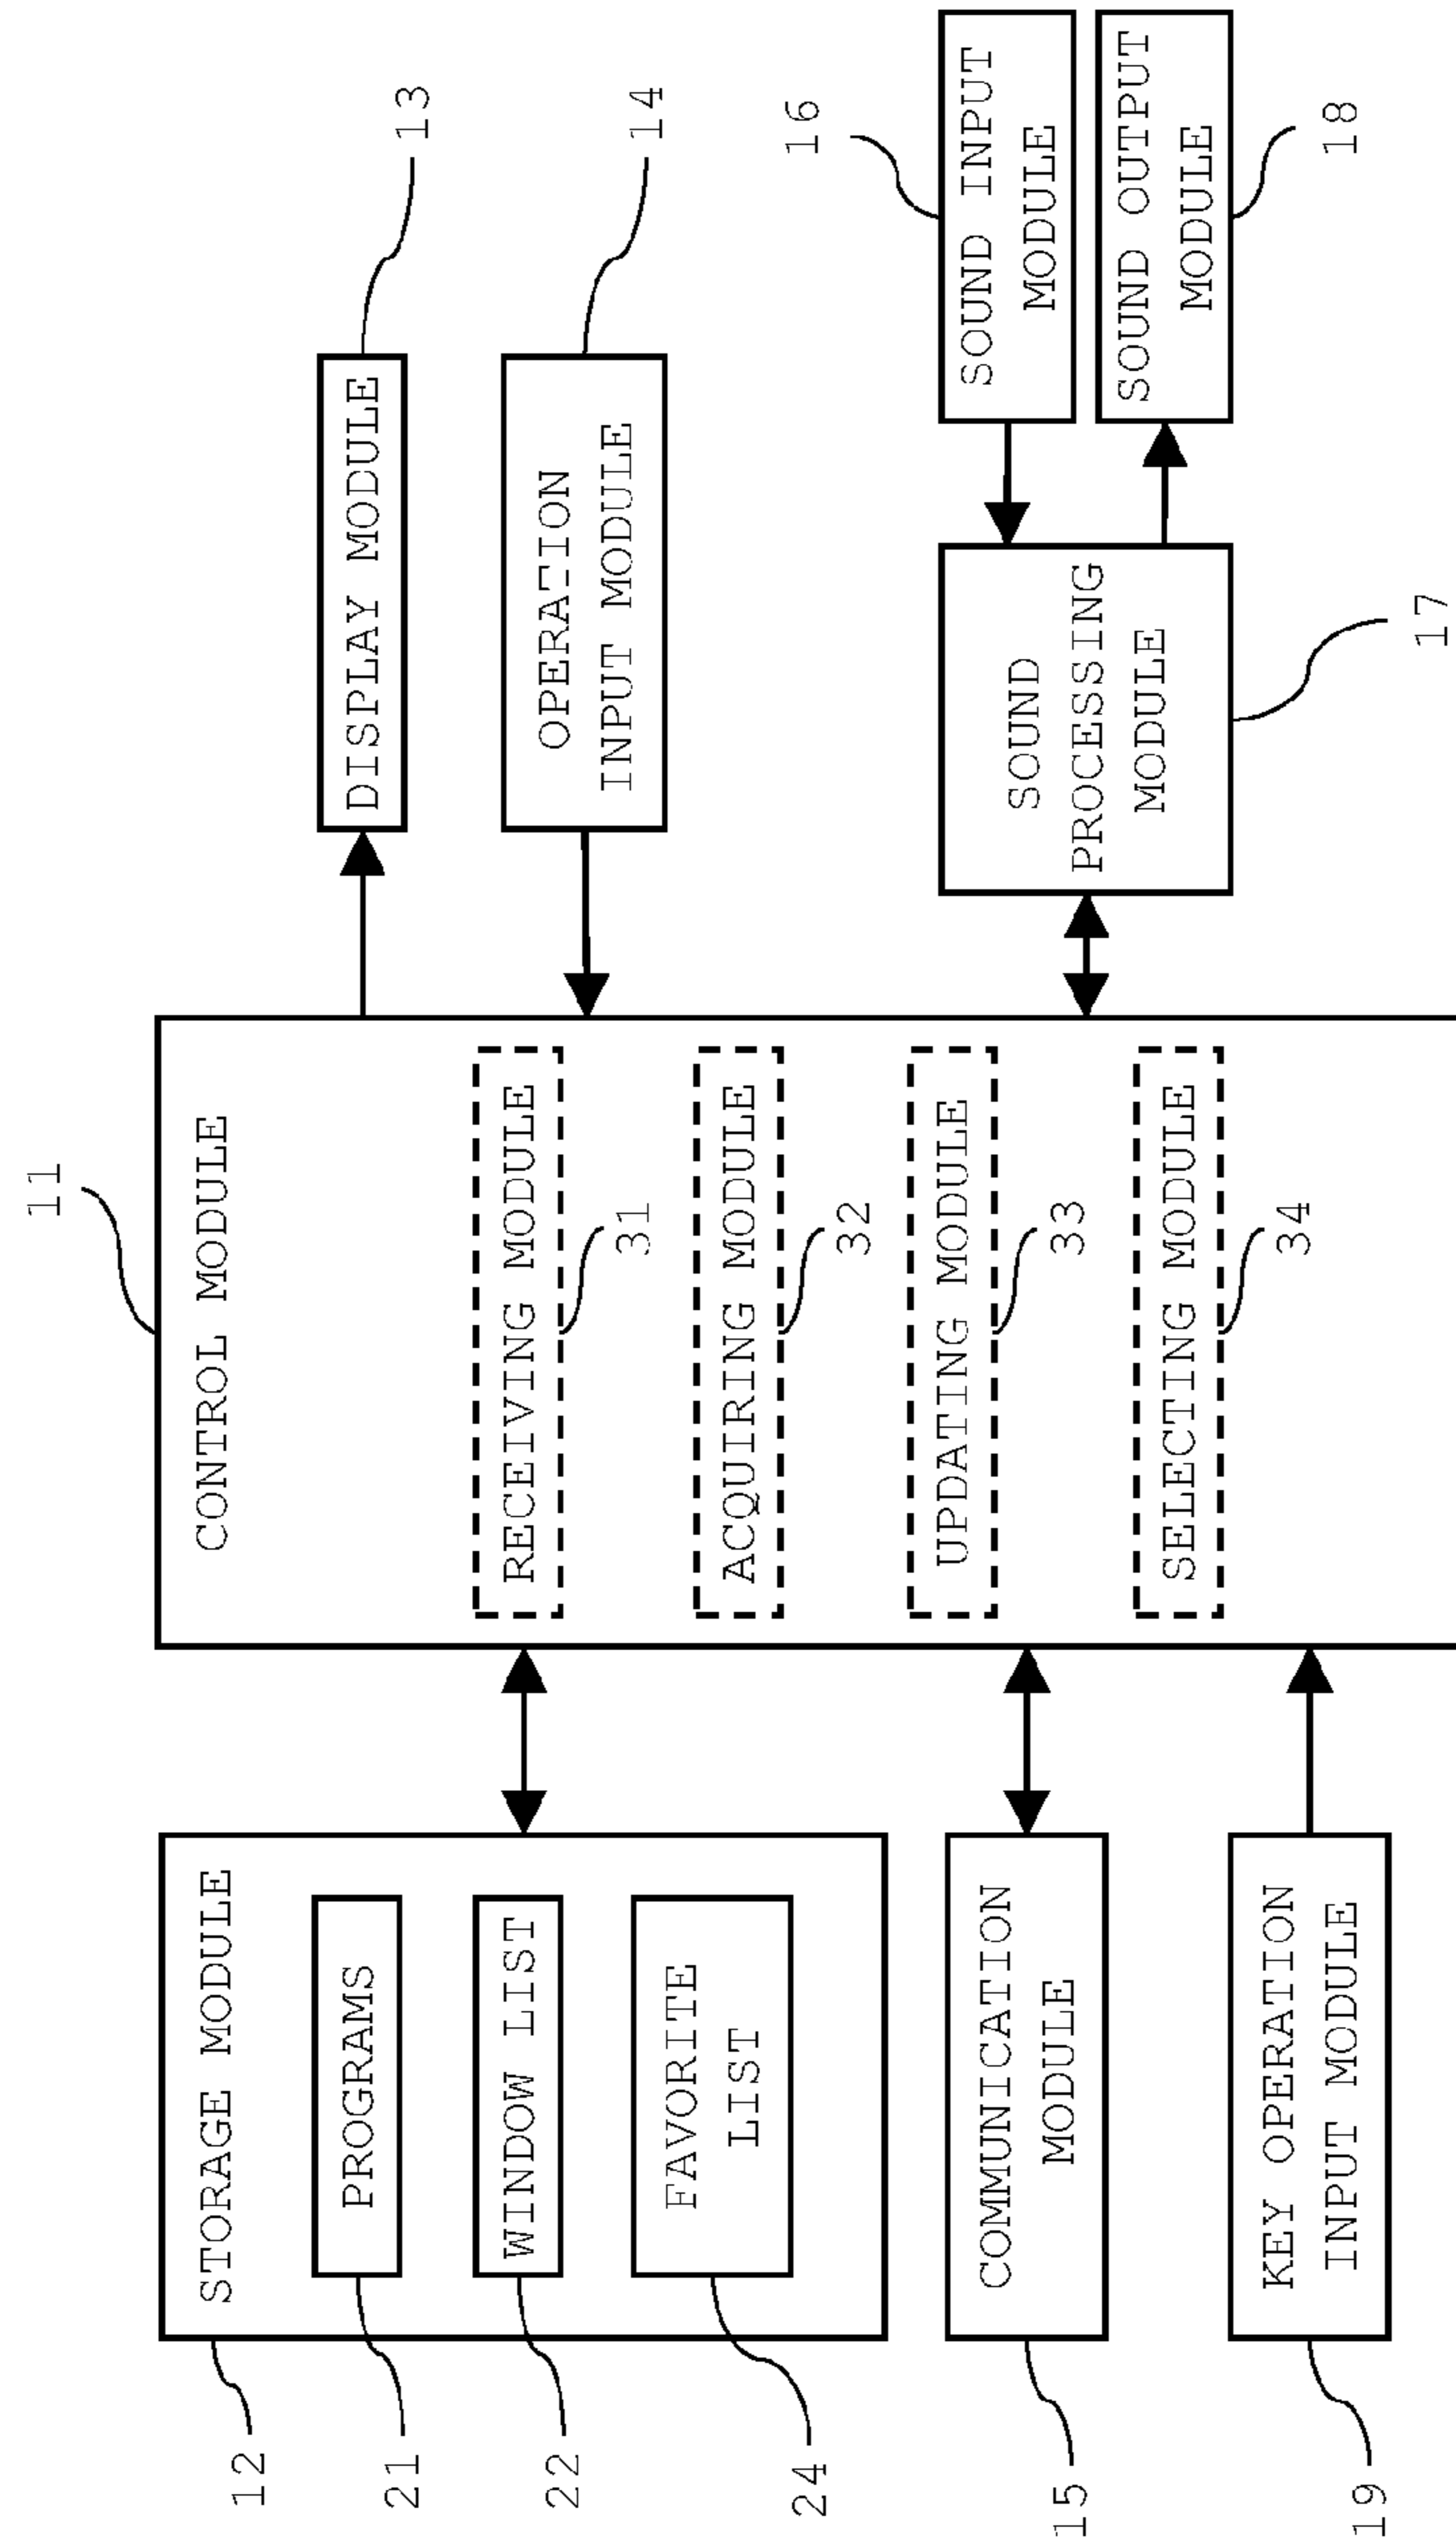 12
STORAGE MODULE
21
PROGRAMS
22
WINDOW LIST
24
FAVORITE
LIST
15
COMMUNICATION
MODULE
19
KEY OPERATION
INPUT MODULE
11
CONTROL MODULE
RECEIVING MODULE
31
ACQUIRING MODULE
32
UPDATING MODULE
33
SELECTING MODULE
34
DISPLAY MODULE
13
OPERATION
INPUT MODULE
14
SOUND
PROCESSING
MODULE
17
16
SOUND INPUT
MODULE
SOUND OUTPUT
MODULE
18